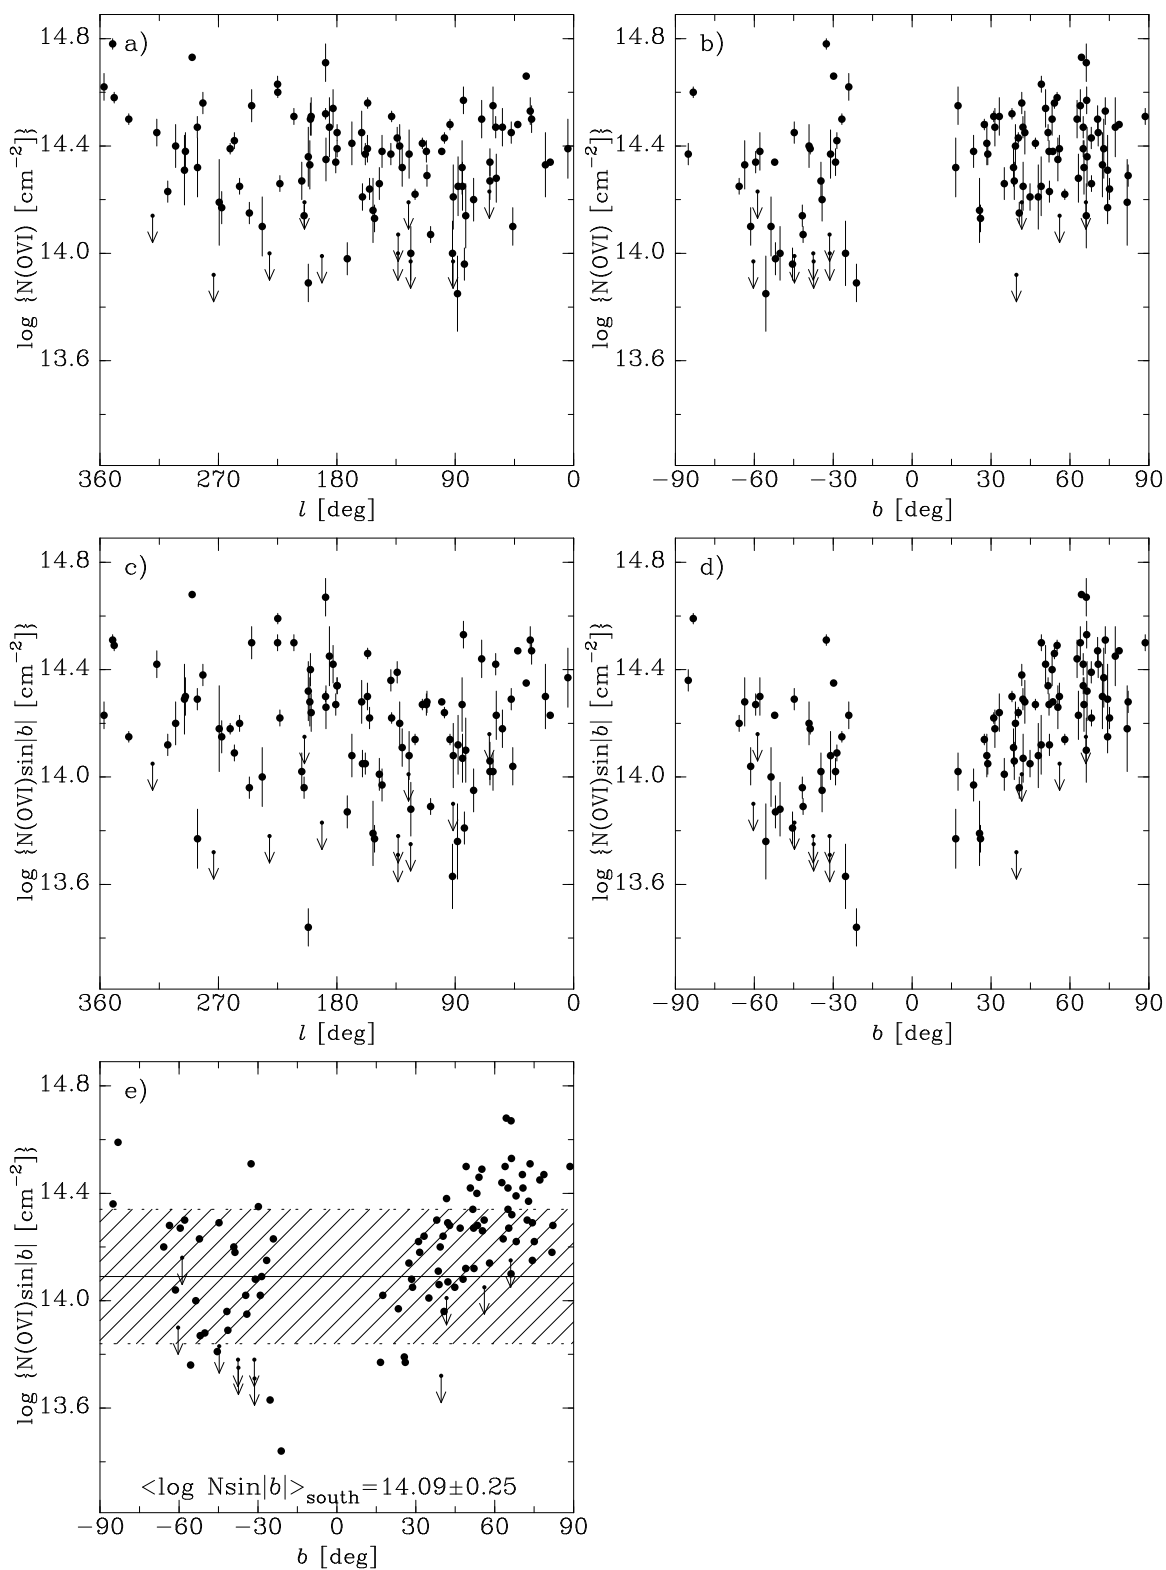 a)
log {N(OVI) [cm−2]}
14.8
14.4
14.0
13.6
360 270 180 90 0
l [deg]
b)
log {N(OVI) [cm−2]}
14.8
14.4
14.0
13.6
−90 −60 −30 0 30 60 90
b [deg]
c)
log {N(OVI)sin|b| [cm−2]}
14.8
14.4
14.0
13.6
360 270 180 90 0
l [deg]
d)
log {N(OVI)sin|b| [cm−2]}
14.8
14.4
14.0
13.6
−90 −60 −30 0 30 60 90
b [deg]
e)
log {N(OVI)sin|b| [cm−2]}
14.8
14.4
14.0
13.6
<log Nsin|b|>south=14.09±0.25
−90 −60 −30 0 30 60 90
b [deg]